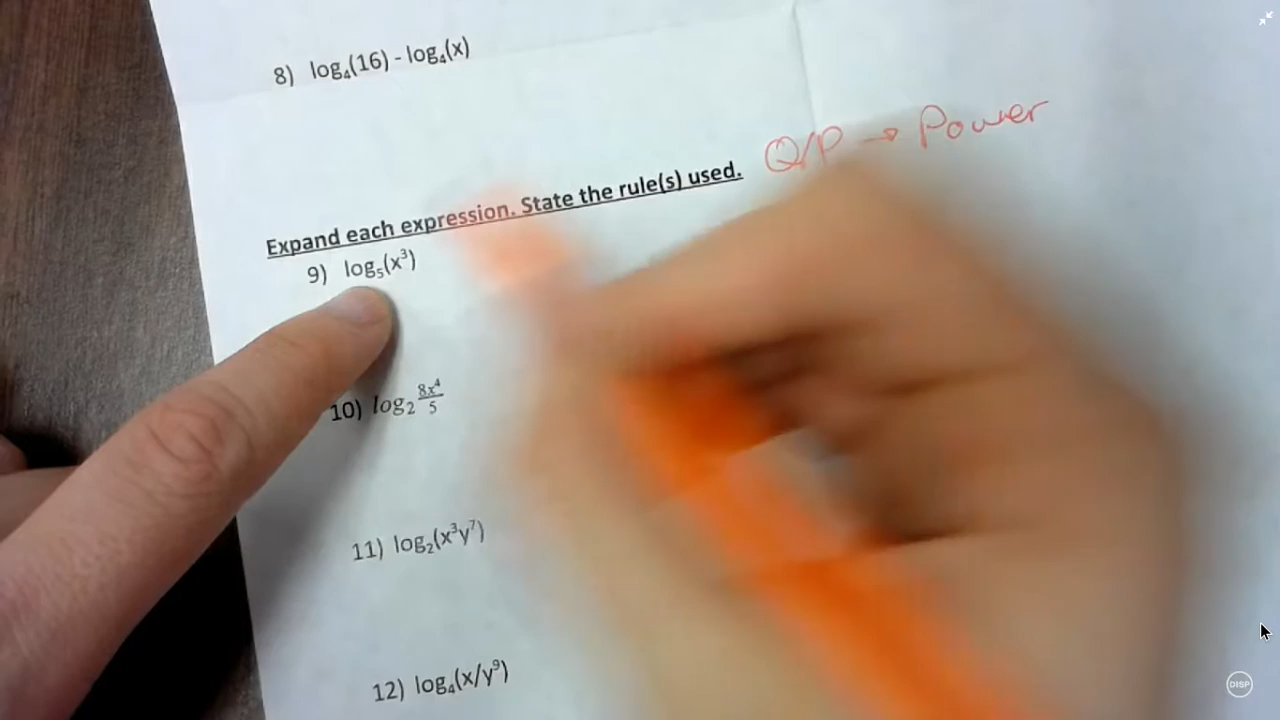 8) log₄(16) - log₄(x)
Q/P → Power
Expand each expression. State the rule(s) used.
9) log₅(x³)
10) log₂ 8x⁴/5
11) log₂(x³y⁷)
12) log₄(x/y⁹)
DISP